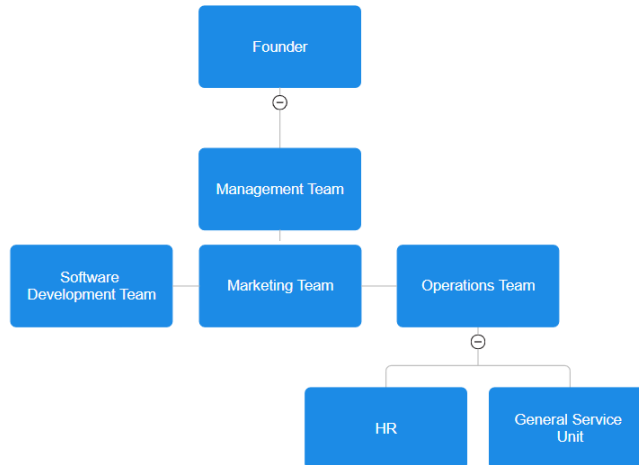 Founder
Management Team
Software
Development Team
Marketing Team
Operations Team
HR
General Service
Unit